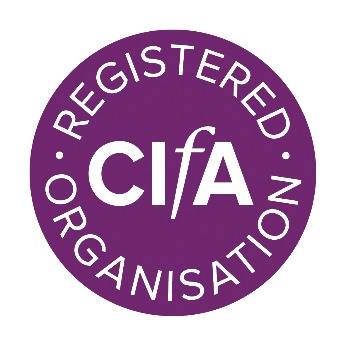 · REGISTERED ·
CIfA
ORGANISATION